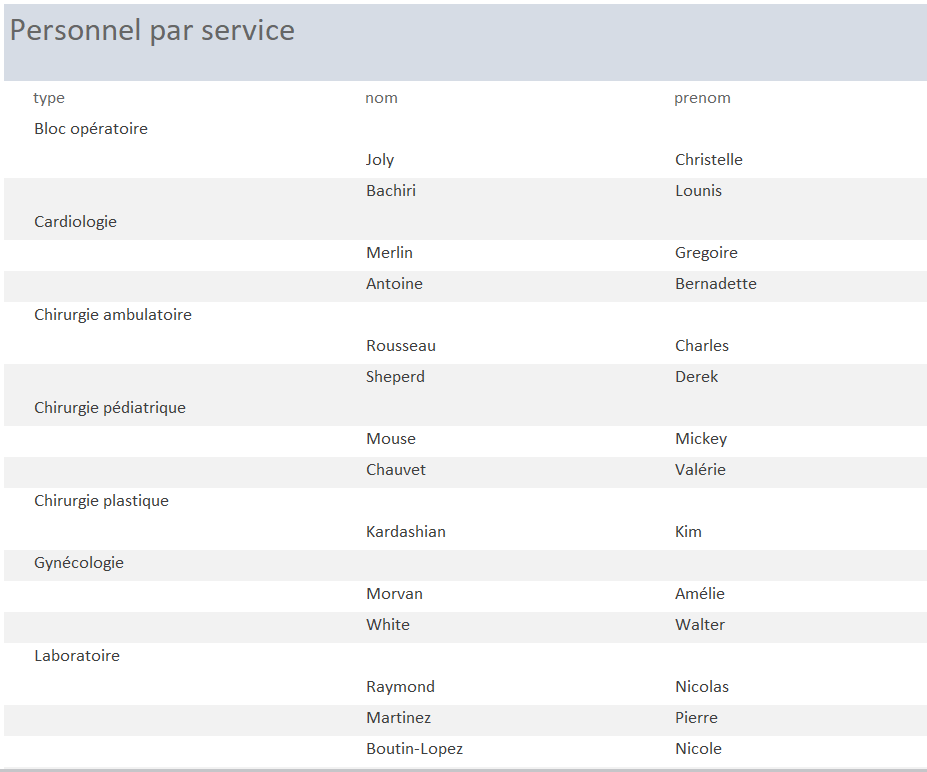 Personnel par service
type nom prenom
Bloc opératoire
Joly Christelle
Bachiri Lounis
Cardiologie
Merlin Gregoire
Antoine Bernadette
Chirurgie ambulatoire
Rousseau Charles
Sheperd Derek
Chirurgie pédiatrique
Mouse Mickey
Chauvet Valérie
Chirurgie plastique
Kardashian Kim
Gynécologie
Morvan Amélie
White Walter
Laboratoire
Raymond Nicolas
Martinez Pierre
Boutin-Lopez Nicole